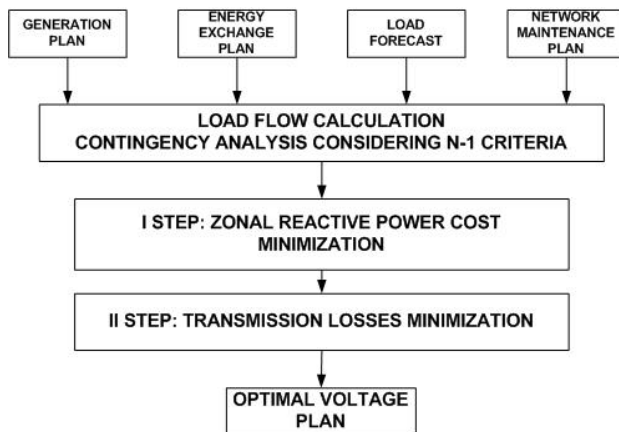 GENERATION
PLAN
ENERGY
EXCHANGE
PLAN
LOAD
FORECAST
NETWORK
MAINTENANCE
PLAN
LOAD FLOW CALCULATION
CONTINGENCY ANALYSIS CONSIDERING N-1 CRITERIA
I STEP: ZONAL REACTIVE POWER COST
MINIMIZATION
II STEP: TRANSMISSION LOSSES MINIMIZATION
OPTIMAL VOLTAGE
PLAN